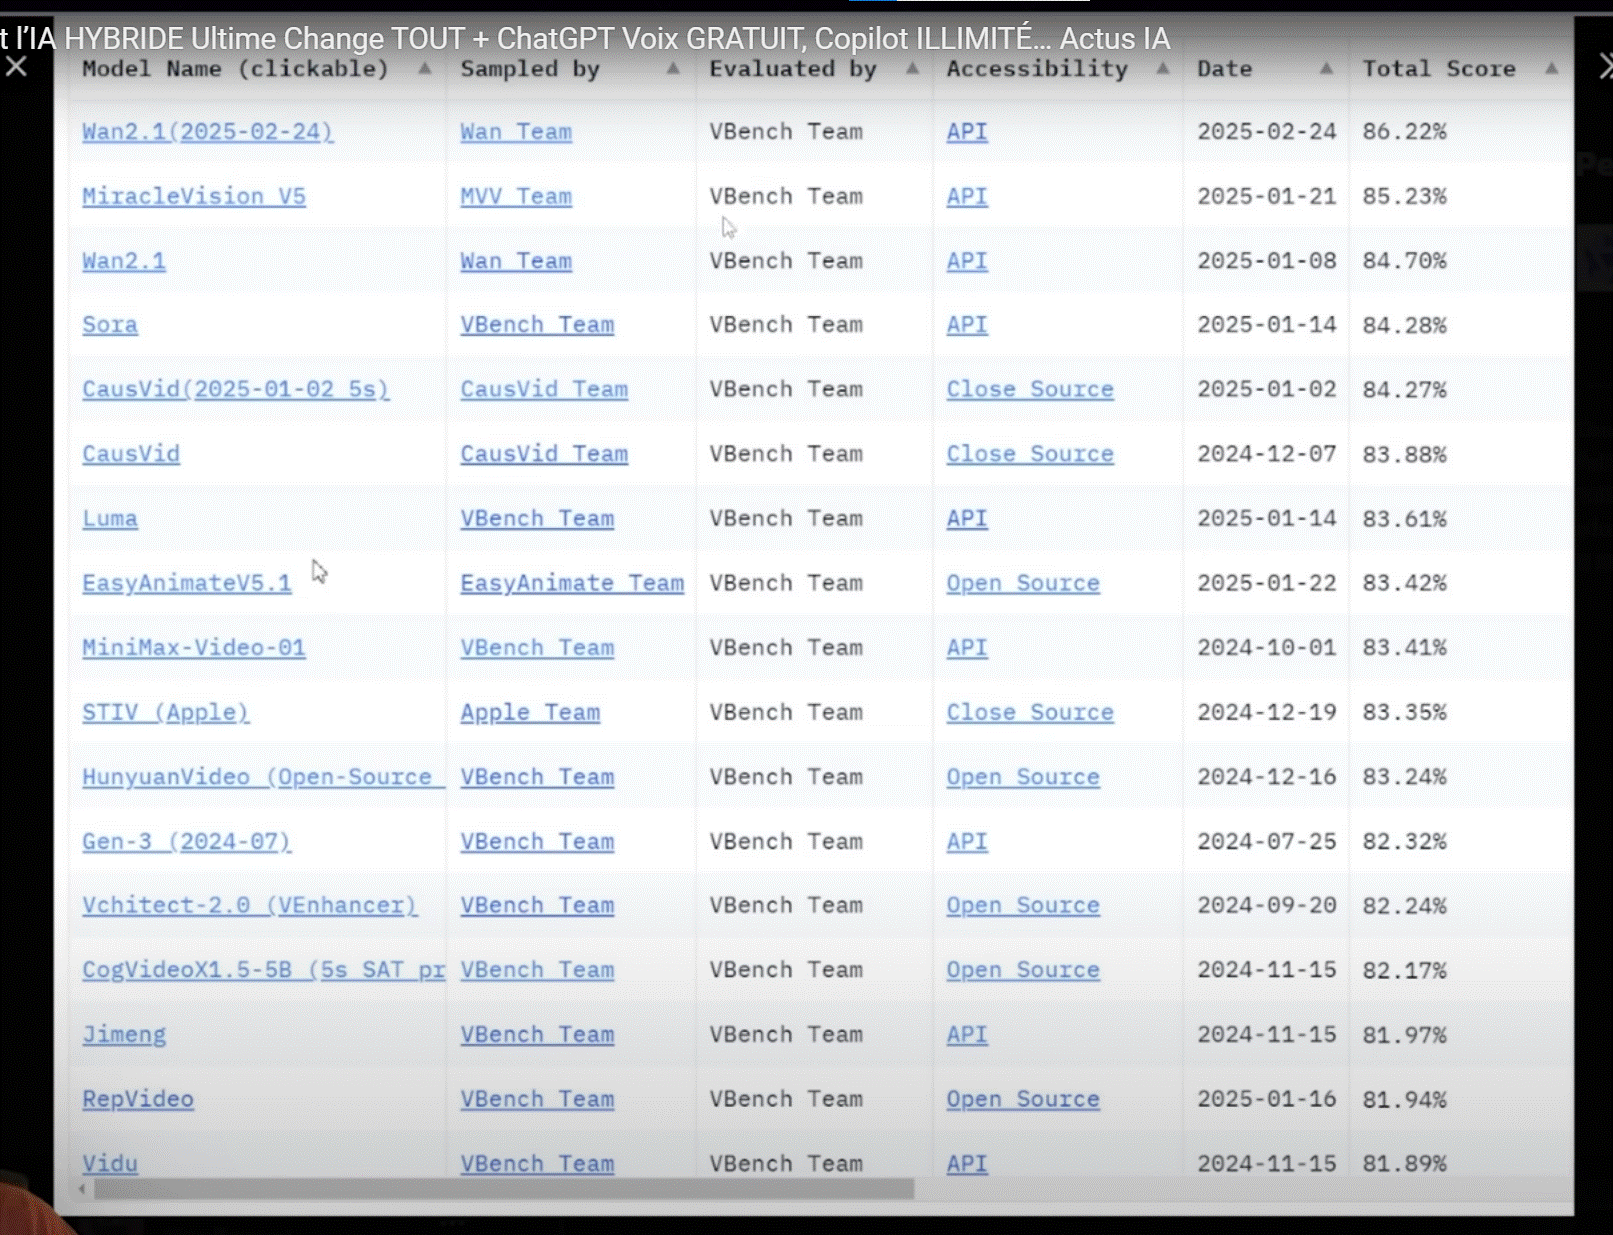 t l’IA HYBRIDE Ultime Change TOUT + ChatGPT Voix GRATUIT, Copilot ILLIMITÉ… Actus IA
Model Name (clickable) Sampled by Evaluated by Accessibility Date Total Score
Wan2.1(2025-02-24) Wan Team VBench Team API 2025-02-24 86.22%
MiracleVision V5 MVV Team VBench Team API 2025-01-21 85.23%
Wan2.1 Wan Team VBench Team API 2025-01-08 84.70%
Sora VBench Team VBench Team API 2025-01-14 84.28%
CausVid(2025-01-02 5s) CausVid Team VBench Team Close Source 2025-01-02 84.27%
CausVid CausVid Team VBench Team Close Source 2024-12-07 83.88%
Luma VBench Team VBench Team API 2025-01-14 83.61%
EasyAnimateV5.1 EasyAnimate Team VBench Team Open Source 2025-01-22 83.42%
MiniMax-Video-01 VBench Team VBench Team API 2024-10-01 83.41%
STIV (Apple) Apple Team VBench Team Close Source 2024-12-19 83.35%
HunyuanVideo (Open-Source VBench Team VBench Team Open Source 2024-12-16 83.24%
Gen-3 (2024-07) VBench Team VBench Team API 2024-07-25 82.32%
Vchitect-2.0 (VEnhancer) VBench Team VBench Team Open Source 2024-09-20 82.24%
CogVideoX1.5-5B (5s SAT pr VBench Team VBench Team Open Source 2024-11-15 82.17%
Jimeng VBench Team VBench Team API 2024-11-15 81.97%
RepVideo VBench Team VBench Team Open Source 2025-01-16 81.94%
Vidu VBench Team VBench Team API 2024-11-15 81.89%